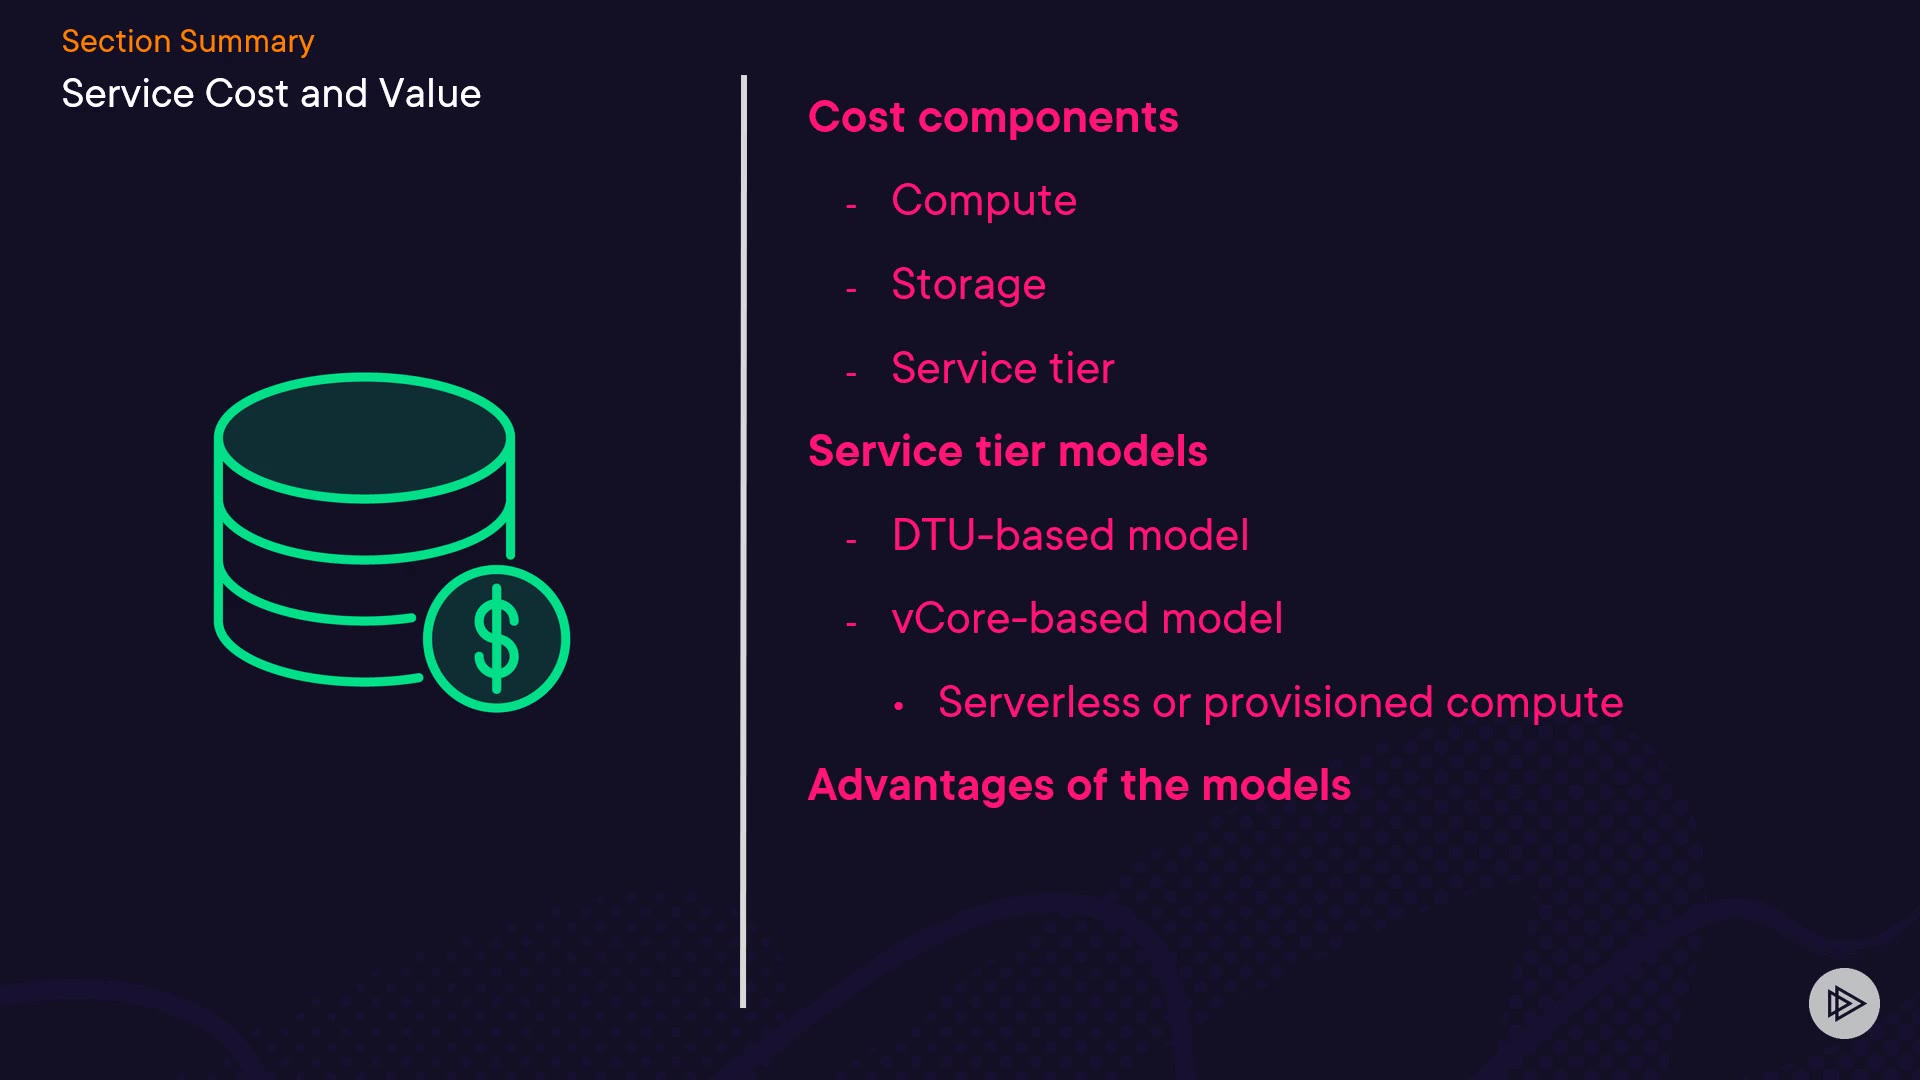 Section Summary
Service Cost and Value
Cost components
- Compute
- Storage
- Service tier
Service tier models
- DTU-based model
- vCore-based model
• Serverless or provisioned compute
Advantages of the models
$